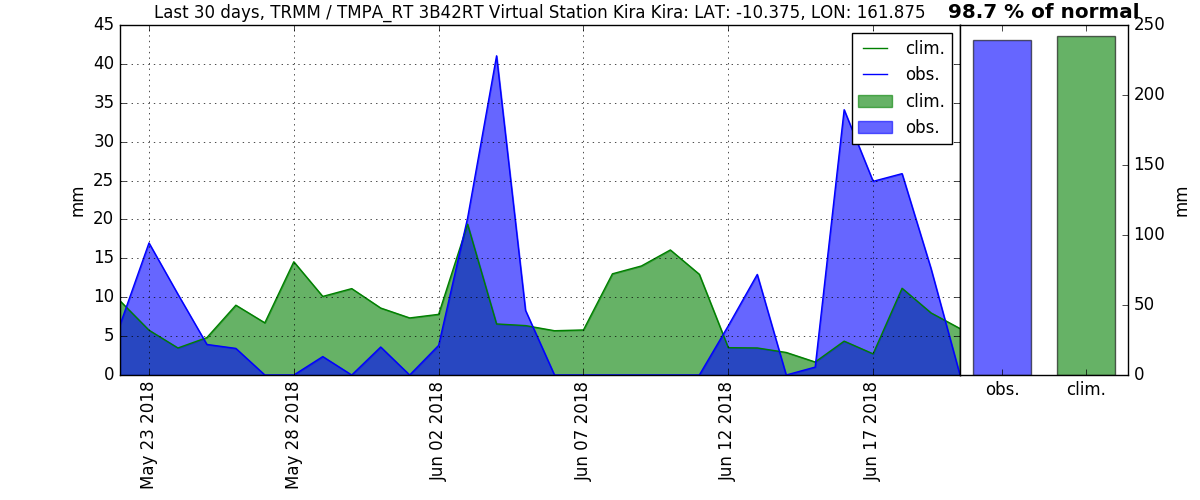 Last 30 days, TRMM / TMPA_RT 3B42RT Virtual Station Kira Kira: LAT: -10.375, LON: 161.875
98.7 % of normal
45
40
35
30
25
20
15
10
5
0
mm
clim.
obs.
clim.
obs.
May 23 2018
May 28 2018
Jun 02 2018
Jun 07 2018
Jun 12 2018
Jun 17 2018
250
200
150
100
50
0
mm
obs.
clim.